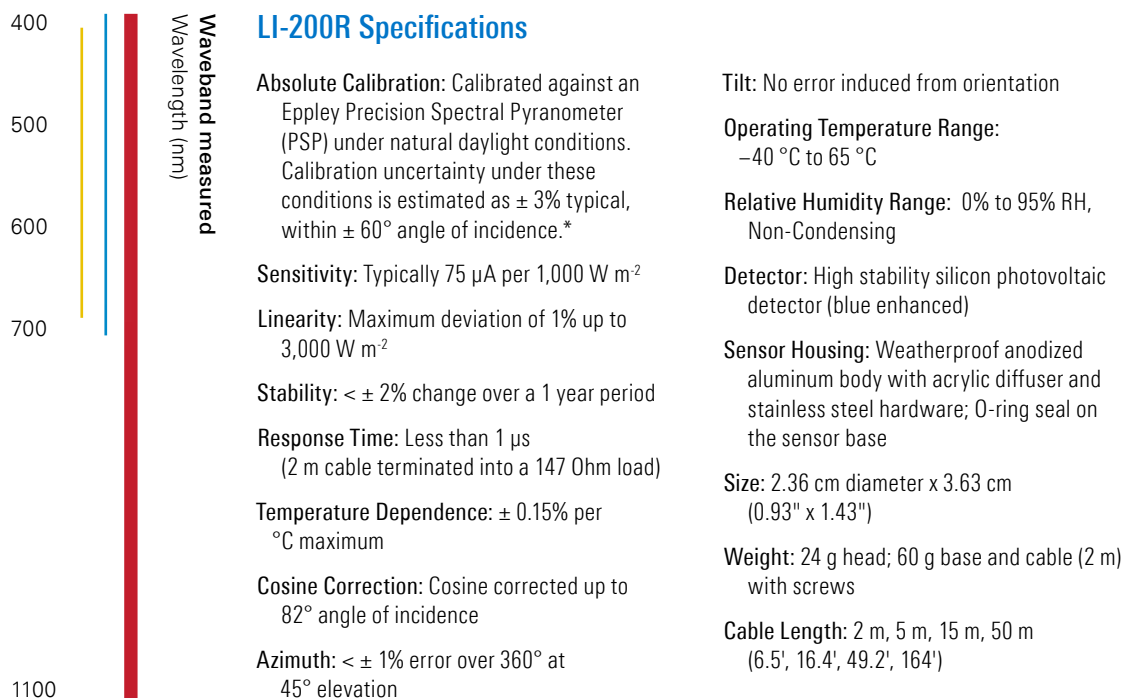 400
500
600
700
1100
Waveband measured
Wavelength (nm)
LI-200R Specifications
Absolute Calibration: Calibrated against an
Eppley Precision Spectral Pyranometer
(PSP) under natural daylight conditions.
Calibration uncertainty under these
conditions is estimated as ± 3% typical,
within ± 60° angle of incidence.*
Sensitivity: Typically 75 µA per 1,000 W m-2
Linearity: Maximum deviation of 1% up to
3,000 W m-2
Stability: < ± 2% change over a 1 year period
Response Time: Less than 1 µs
(2 m cable terminated into a 147 Ohm load)
Temperature Dependence: ± 0.15% per
°C maximum
Cosine Correction: Cosine corrected up to
82° angle of incidence
Azimuth: < ± 1% error over 360° at
45° elevation
Tilt: No error induced from orientation
Operating Temperature Range:
–40 °C to 65 °C
Relative Humidity Range: 0% to 95% RH,
Non-Condensing
Detector: High stability silicon photovoltaic
detector (blue enhanced)
Sensor Housing: Weatherproof anodized
aluminum body with acrylic diffuser and
stainless steel hardware; O-ring seal on
the sensor base
Size: 2.36 cm diameter x 3.63 cm
(0.93" x 1.43")
Weight: 24 g head; 60 g base and cable (2 m)
with screws
Cable Length: 2 m, 5 m, 15 m, 50 m
(6.5', 16.4', 49.2', 164')